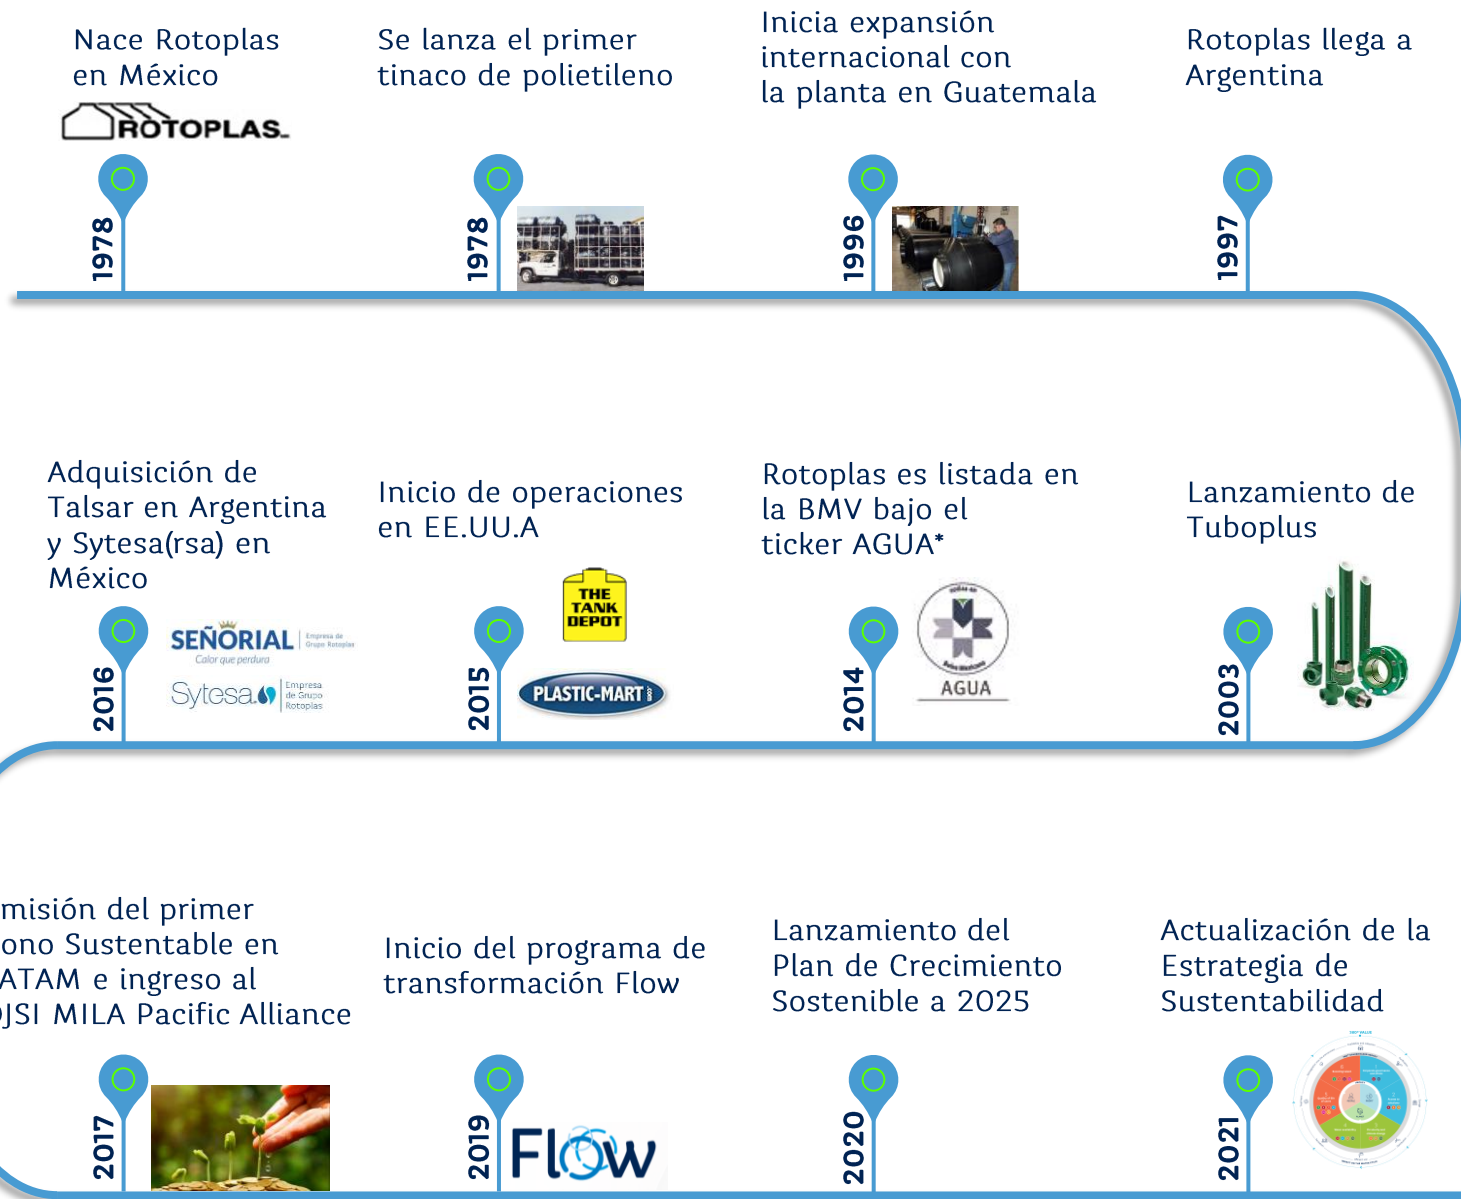 Nace Rotoplas
en México
ROTOPLAS
1978
Se lanza el primer
tinaco de polietileno
1978
Inicia expansión
internacional con
la planta en Guatemala
1996
Rotoplas llega a
Argentina
1997
Adquisición de
Talsar en Argentina
y Sytesa(rsa) en
México
SEÑORIAL
Empresa de
Grupo Rotoplas
Calor que perdura
Sytesa
Empresa
de Grupo
Rotoplas
2016
Inicio de operaciones
en EE.UU.A
THE
TANK
DEPOT
PLASTIC-MART
2015
Rotoplas es listada en
la BMV bajo el
ticker AGUA*
AGUA
2014
Lanzamiento de
Tuboplus
2003
misión del primer
ono Sustentable en
ATAM e ingreso al
JSI MILA Pacific Alliance
2017
Inicio del programa de
transformación Flow
Flow
2019
Lanzamiento del
Plan de Crecimiento
Sostenible a 2025
2020
Actualización de la
Estrategia de
Sustentabilidad
2021